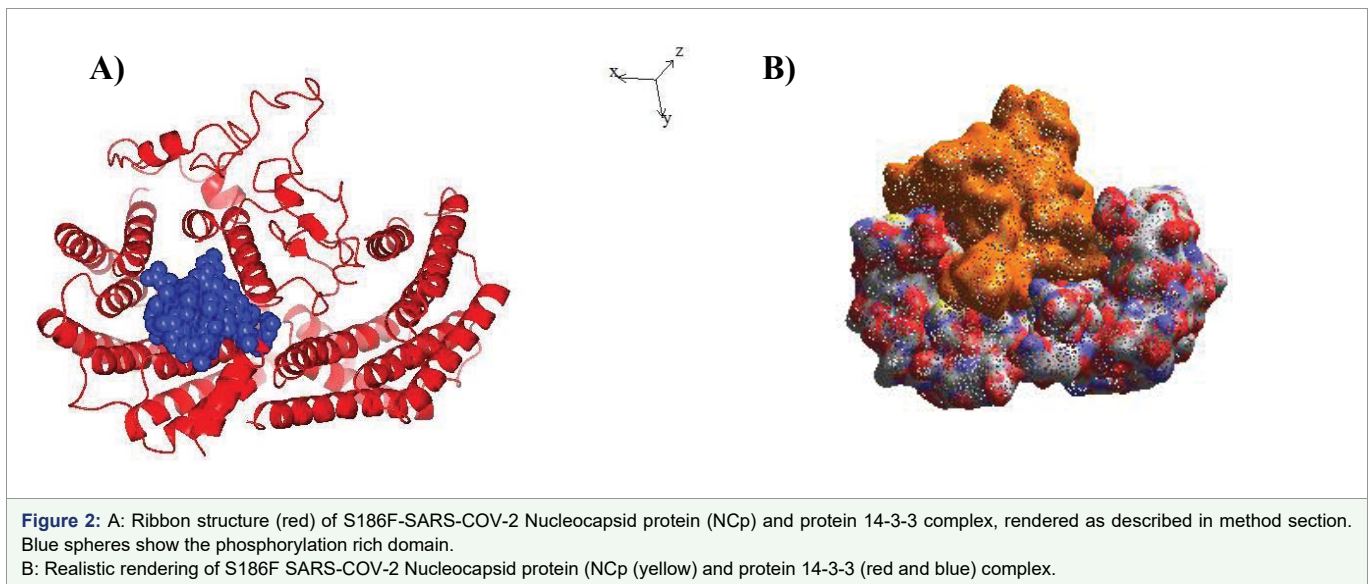 A)
x
z
y
B)
Figure 2: A: Ribbon structure (red) of S186F-SARS-COV-2 Nucleocapsid protein (NCp) and protein 14-3-3 complex, rendered as described in method section.
Blue spheres show the phosphorylation rich domain.
B: Realistic rendering of S186F SARS-COV-2 Nucleocapsid protein (NCp (yellow) and protein 14-3-3 (red and blue) complex.